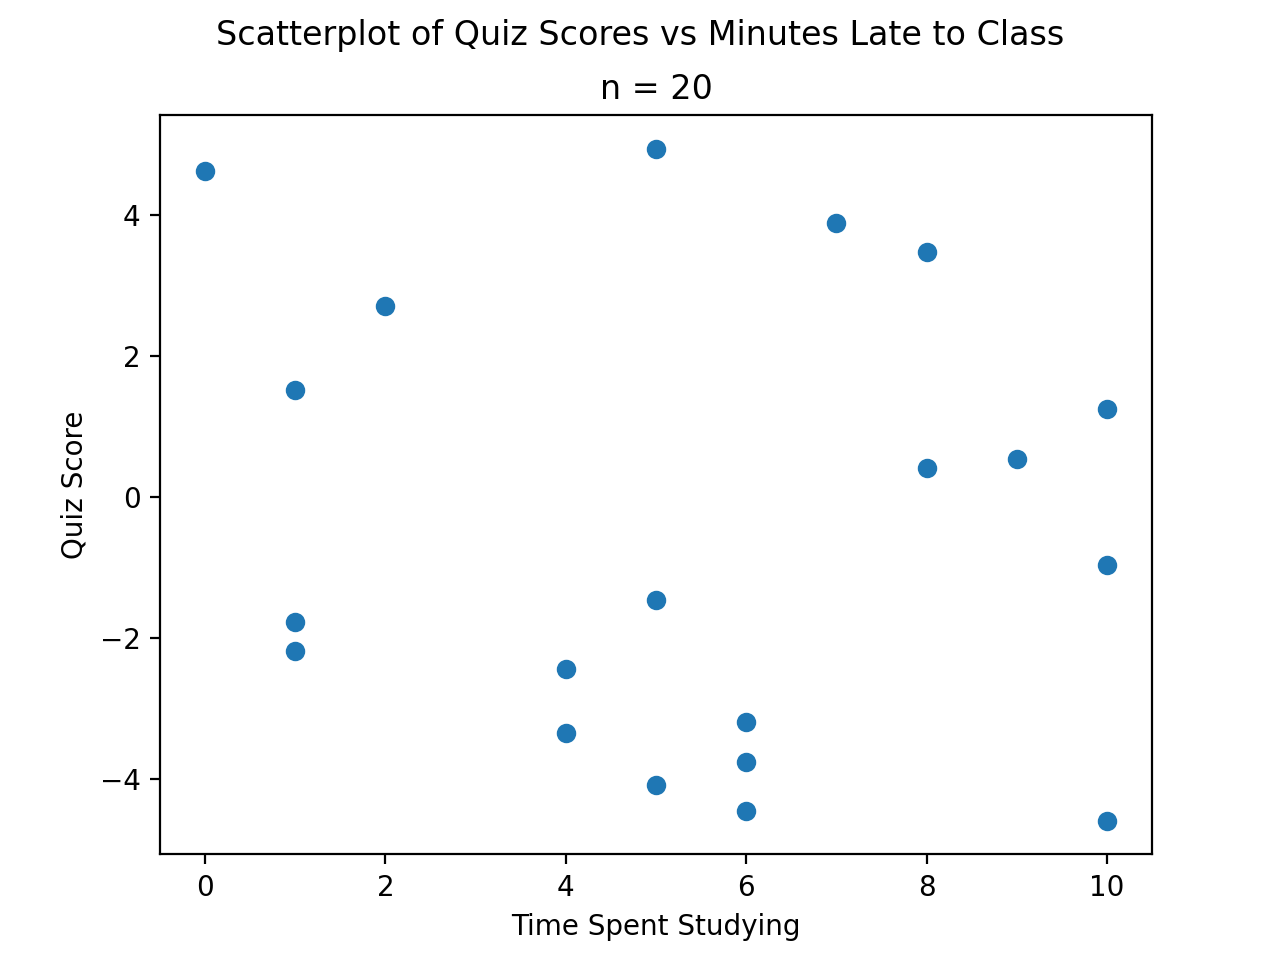 Scatterplot of Quiz Scores vs Minutes Late to Class
n = 20
4
2
0
−2
−4
Quiz Score
0 2 4 6 8 10
Time Spent Studying